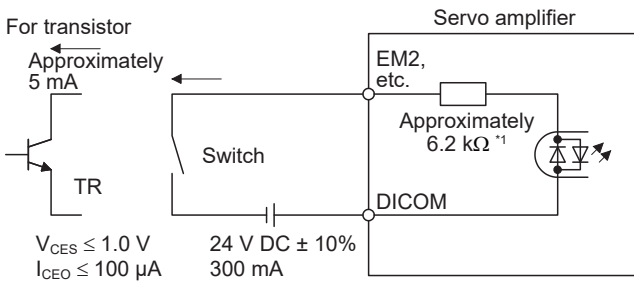 For transistor
Servo amplifier
Approximately
5 mA
EM2,
etc.
Approximately
6.2 kΩ *1
Switch
TR
DICOM
VCES ≤ 1.0 V
ICEO ≤ 100 μA
24 V DC ± 10%
300 mA